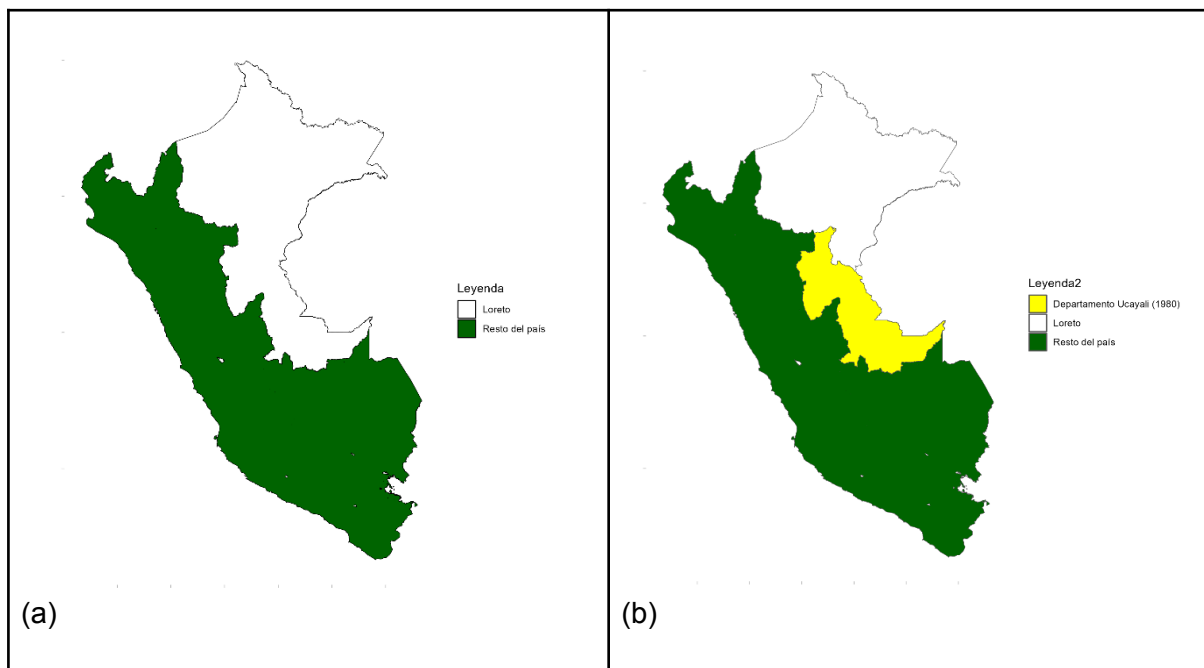 Leyenda
Loreto
Resto del país
(a)
Leyenda2
Departamento Ucayali (1980)
Loreto
Resto del país
(b)